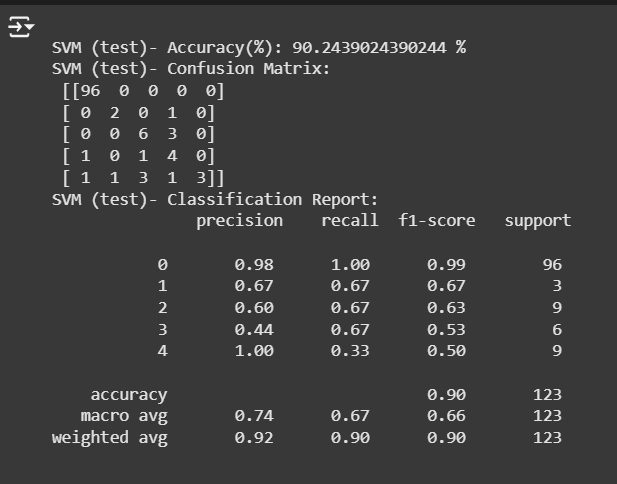 SVM (test)- Accuracy(%): 90.2439024390244 %
SVM (test)- Confusion Matrix:
[[96 0 0 0 0]
[ 0 2 0 1 0]
[ 0 0 6 3 0]
[ 1 0 1 4 0]
[ 1 1 3 1 3]]
SVM (test)- Classification Report:
precision recall f1-score support
0 0.98 1.00 0.99 96
1 0.67 0.67 0.67 3
2 0.60 0.67 0.63 9
3 0.44 0.67 0.53 6
4 1.00 0.33 0.50 9
accuracy 0.90 123
macro avg 0.74 0.67 0.66 123
weighted avg 0.92 0.90 0.90 123